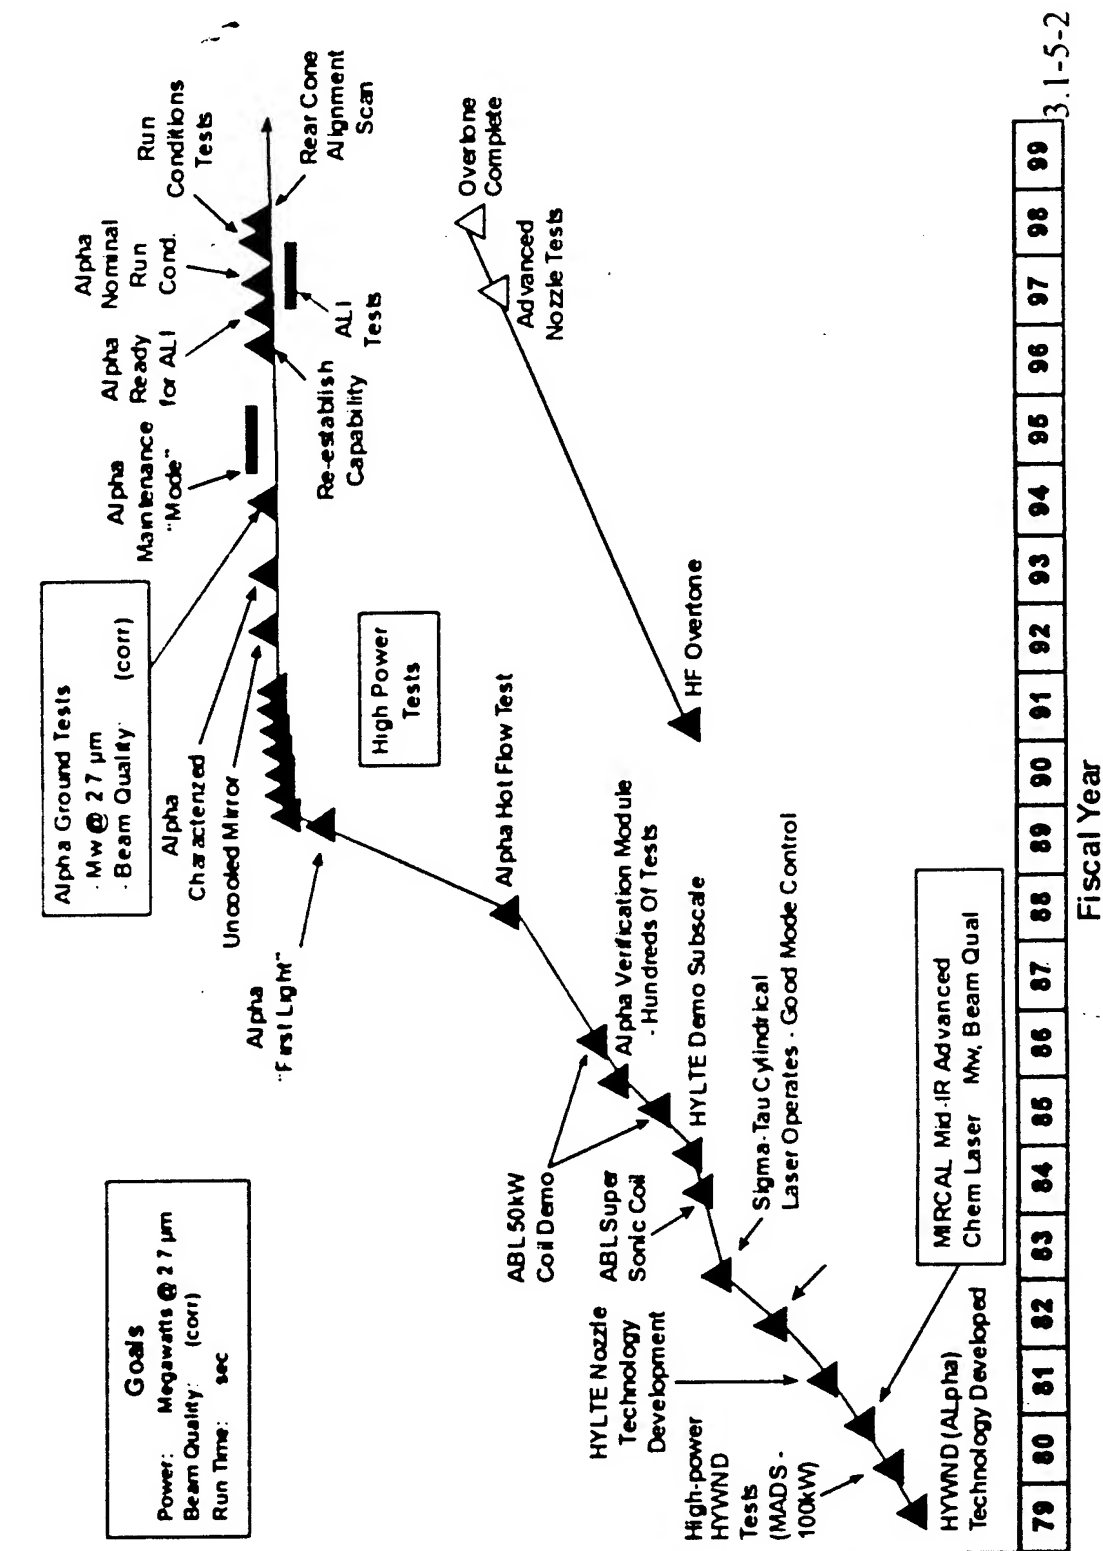 Goals
Power: Megawatts @ 2 7 µm
Beam Quality: (corr)
Run Time: sec
Alpha Ground Tests
- Mw @ 2 7 µm
- Beam Quality: (corr)
Alpha
Characterized
Uncooled Mirror
Alpha
"First Light"
Alpha
Maintenance
"Mode"
Alpha
Ready
for ALI
Alpha
Nominal
Run
Cond.
Run
Conditions
Tests
Rear Cone
Alignment
Scan
ALI
Tests
Re-establish
Capability
High Power
Tests
Overtone
Complete
Advanced
Nozzle Tests
HF Overtone
Alpha Hot Flow Test
Alpha Verification Module
- Hundreds Of Tests
HYLTE Demo Subscale
ABL 50kW
Coil Demo
ABL Super
Sonic Coil
Sigma-Tau Cylindrical
Laser Operates - Good Mode Control
HYLTE Nozzle
Technology
Development
High-power
HYWND
Tests
(MADS -
100kW)
MIRCAL Mid-IR Advanced
Chem Laser Mw, Beam Qual
HYWND (ALpha)
Technology Developed
79 80 81 82 83 84 85 86 87 88 89 90 91 92 93 94 95 96 97 98 99
Fiscal Year
3.1-5-2